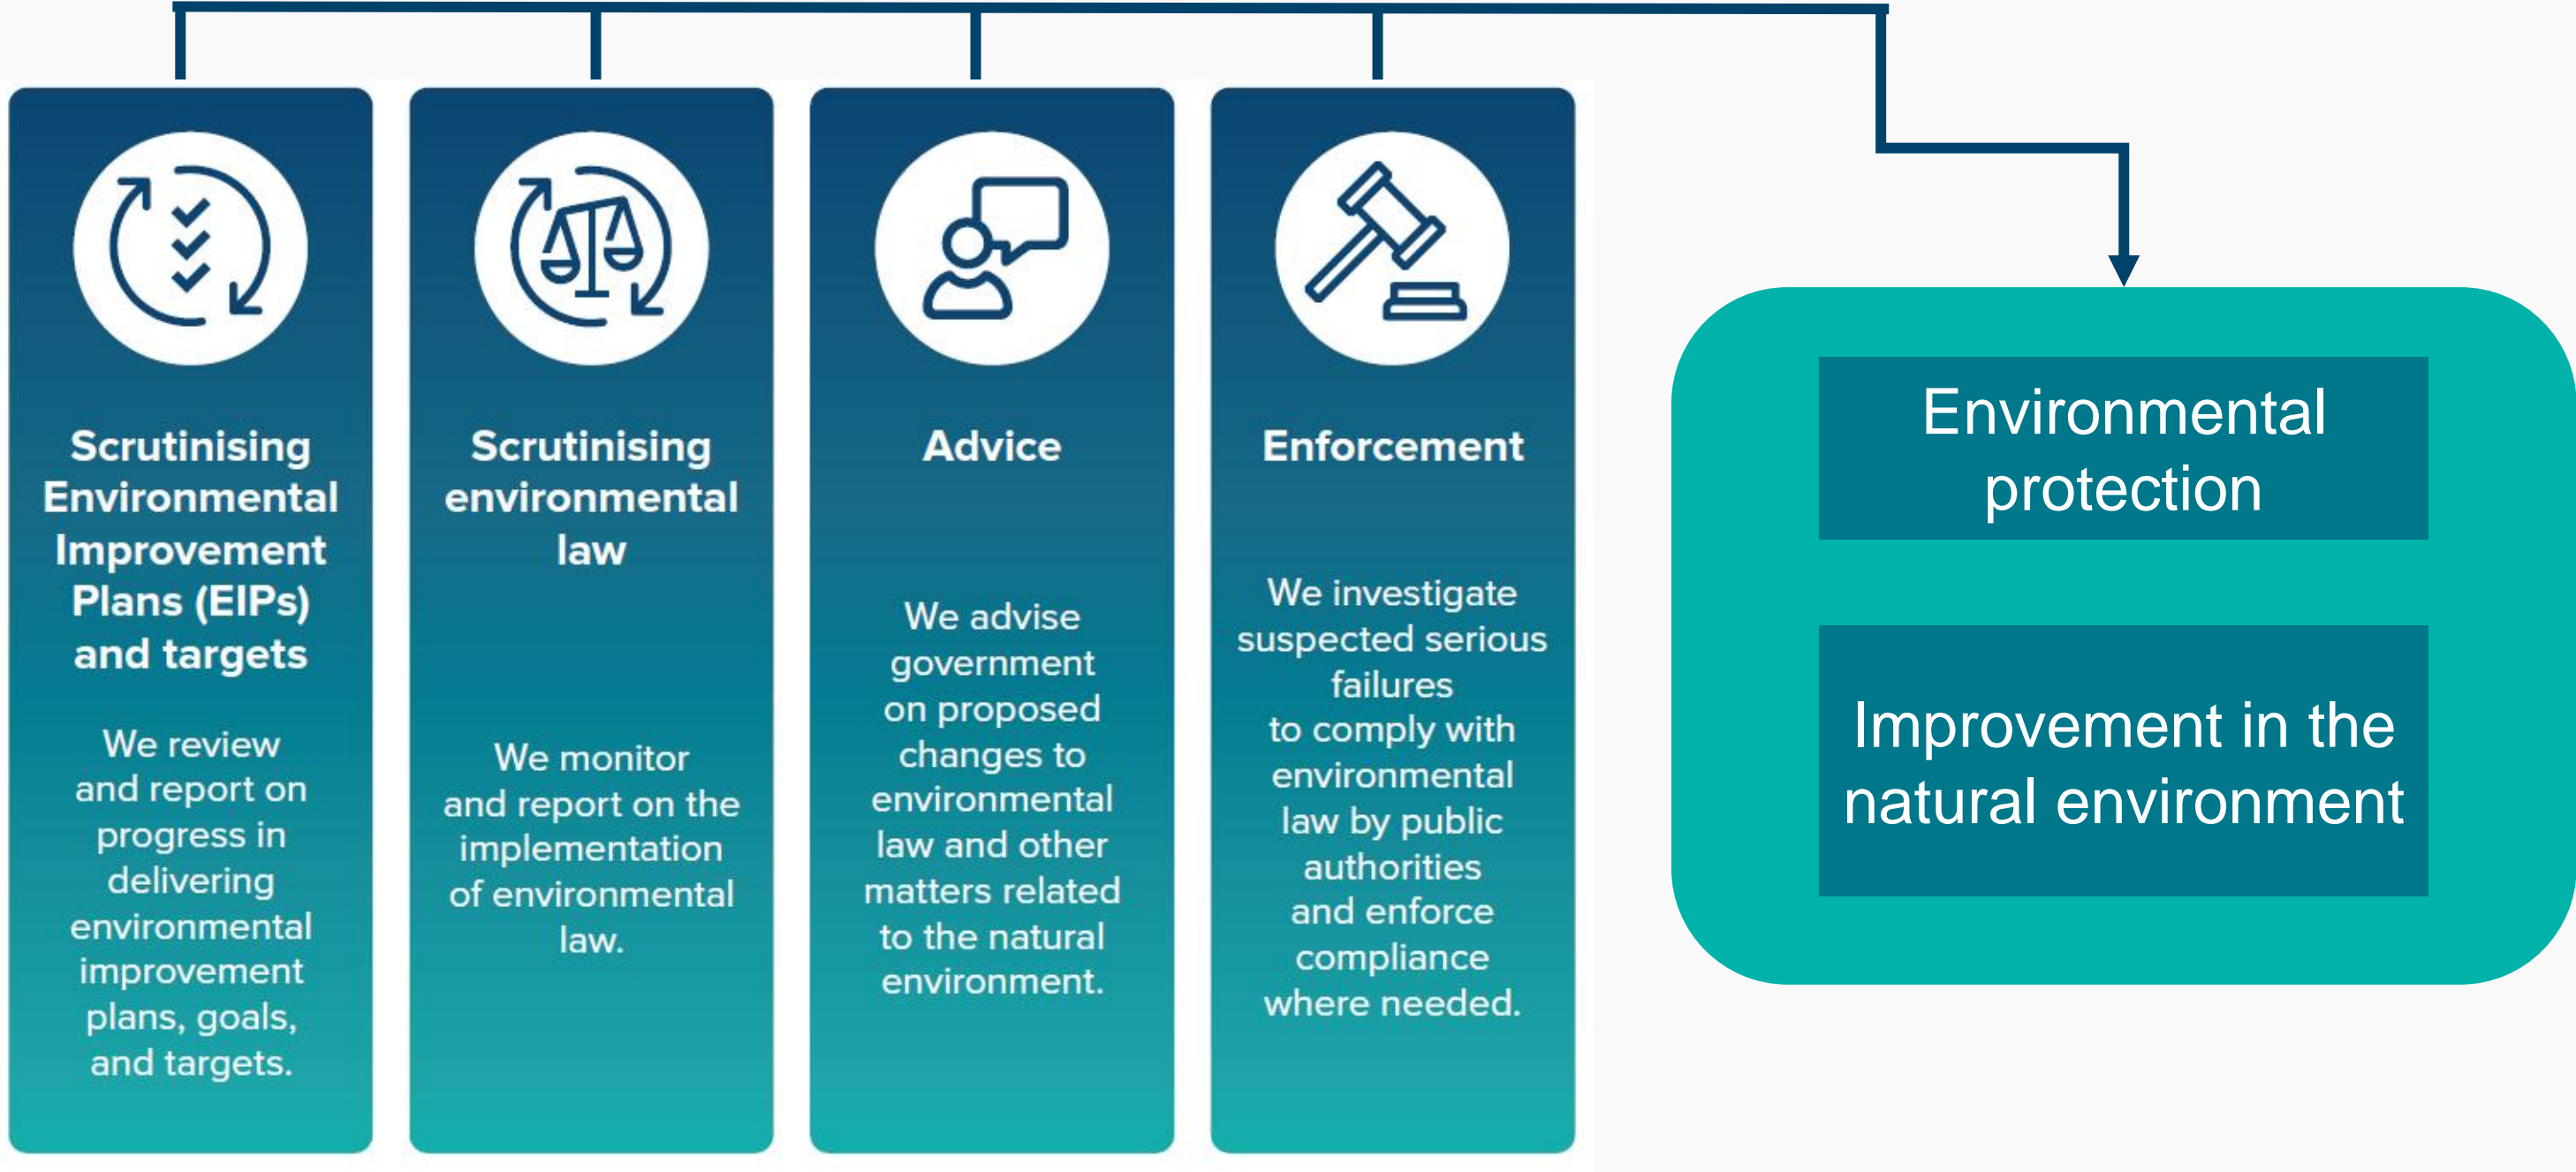 Scrutinising
Environmental
Improvement
Plans (EIPs)
and targets
We review
and report on
progress in
delivering
environmental
improvement
plans, goals,
and targets.
Scrutinising
environmental
law
We monitor
and report on the
implementation
of environmental
law.
Advice
We advise
government
on proposed
changes to
environmental
law and other
matters related
to the natural
environment.
Enforcement
We investigate
suspected serious
failures
to comply with
environmental
law by public
authorities
and enforce
compliance
where needed.
Environmental
protection
Improvement in the
natural environment